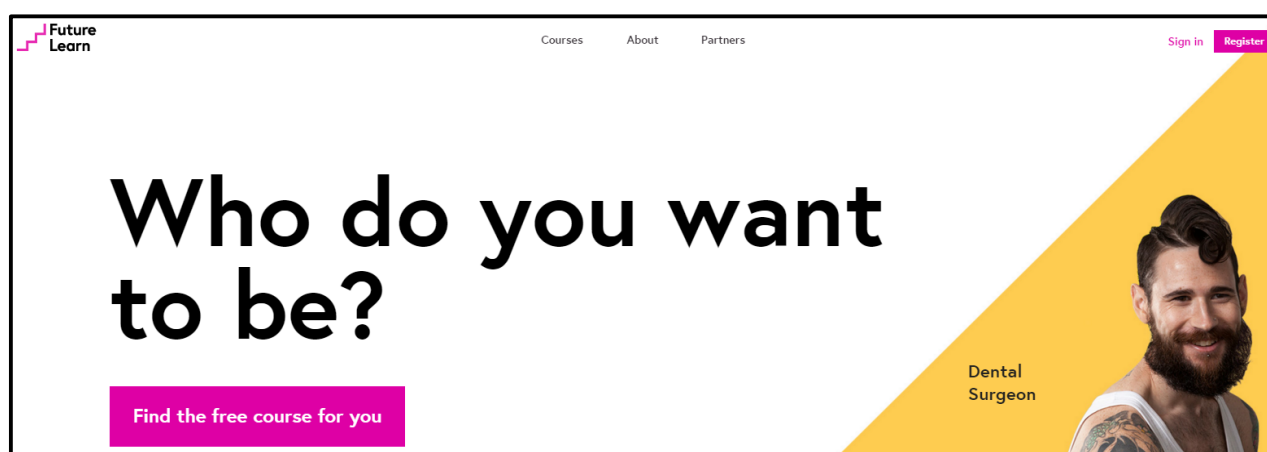 Future
Learn
Courses About Partners
Sign in Register
Who do you want
to be?
Find the free course for you
Dental
Surgeon